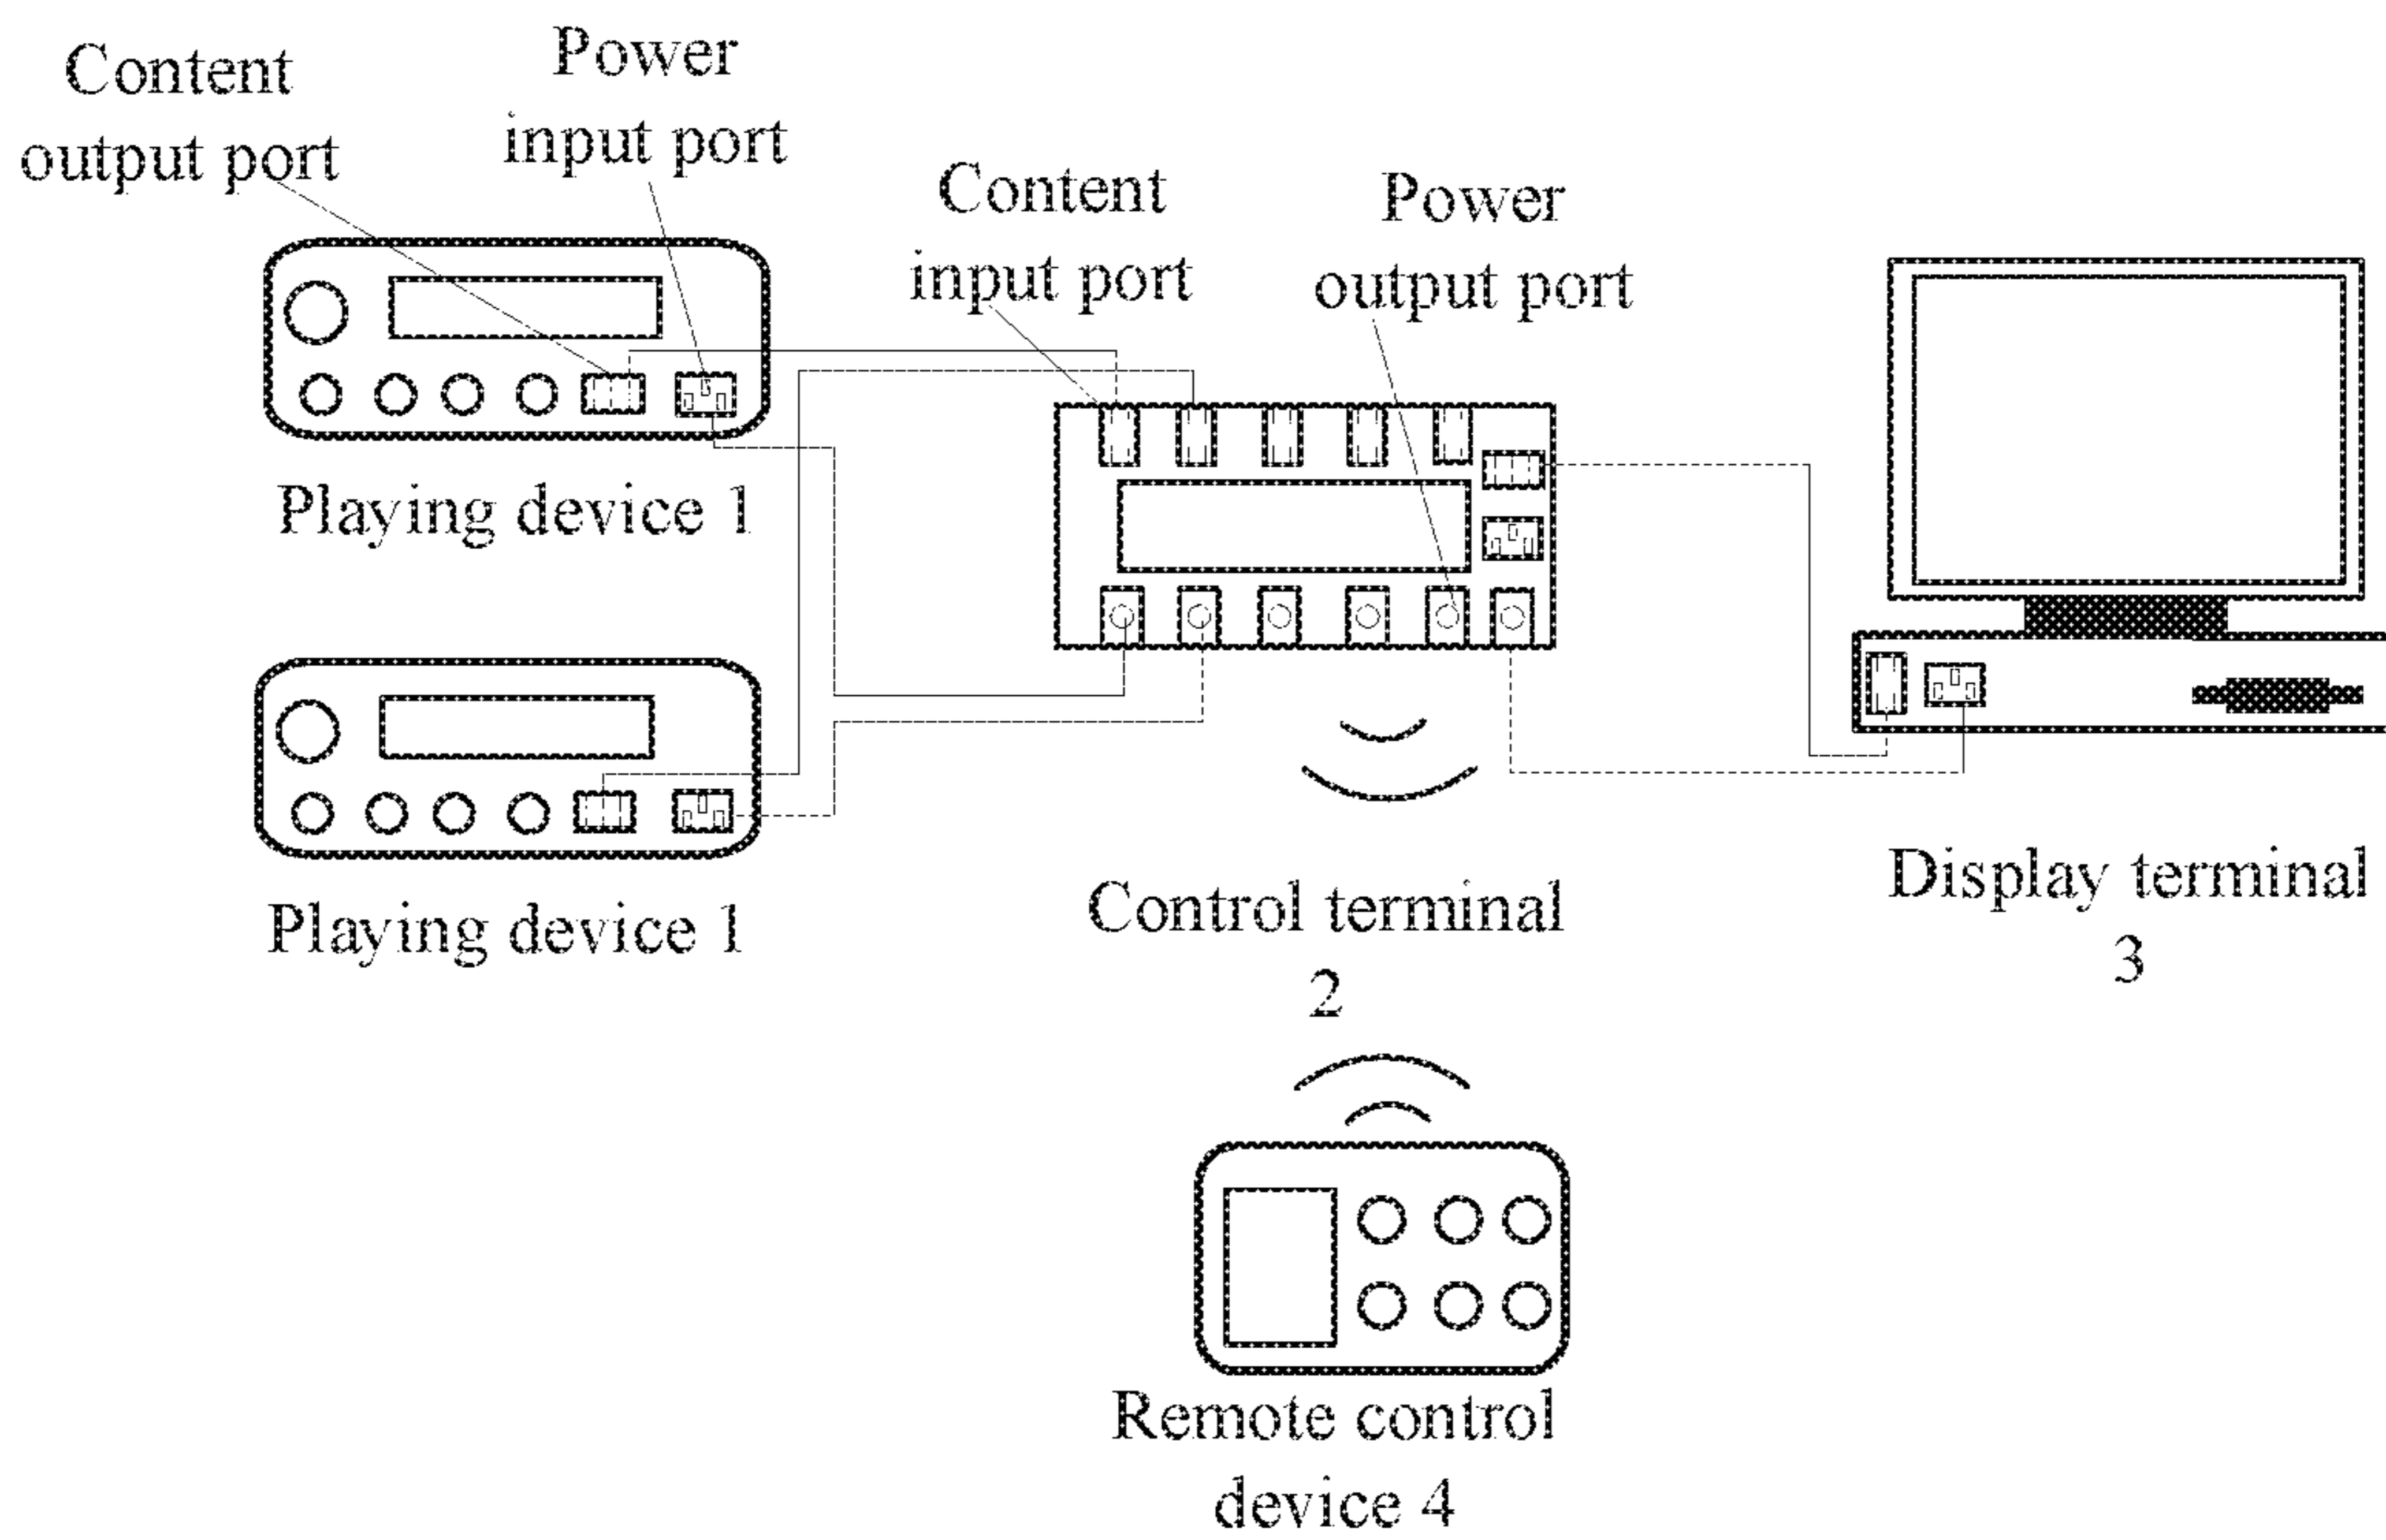 Content
output port
Power
input port
Content
input port
Power
output port
Playing device 1
Playing device 1
Control terminal
2
Display terminal
3
Remote control
device 4